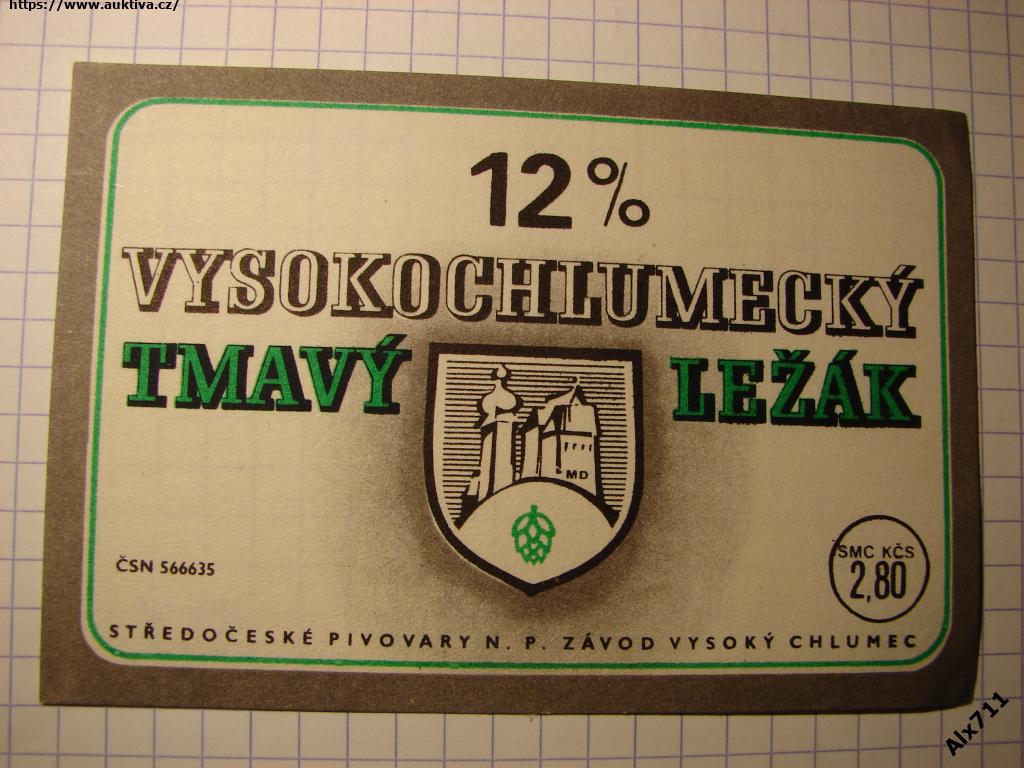 https://www.auktiva.cz/
12%
VYSOKOCHLUMECKÝ
TMAVÝ LEŽÁK
MD
ČSN 566635
SMC KČS
2,80
STŘEDOČESKÉ PIVOVARY N. P. ZÁVOD VYSOKÝ CHLUMEC
Alx711